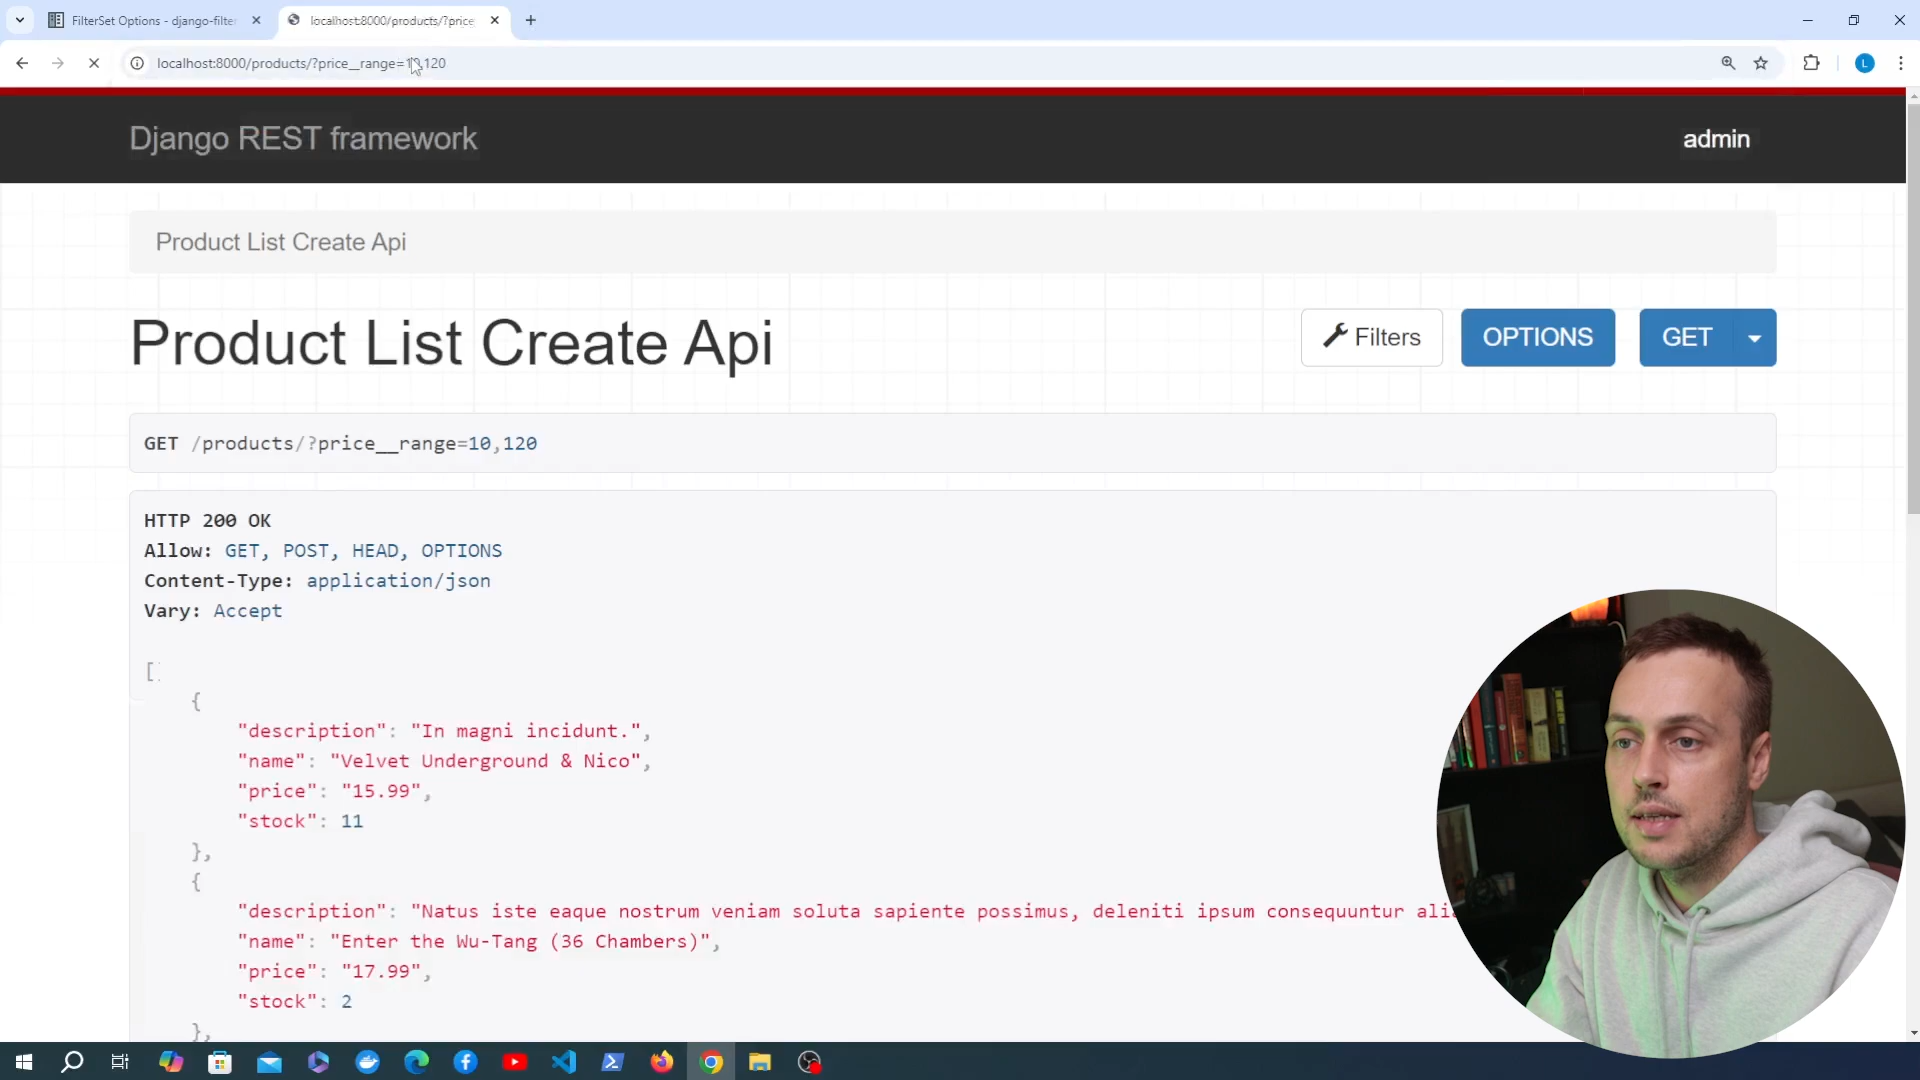 FilterSet Options - django-filter
localhost:8000/products/?price
localhost:8000/products/?price__range=10,120
L
Django REST framework
admin
Product List Create Api
Product List Create Api
Filters
OPTIONS
GET
GET /products/?price__range=10,120
HTTP 200 OK
Allow: GET, POST, HEAD, OPTIONS
Content-Type: application/json
Vary: Accept
[
{
"description": "In magni incidunt.",
"name": "Velvet Underground & Nico",
"price": "15.99",
"stock": 11
},
{
"description": "Natus iste eaque nostrum veniam soluta sapiente possimus, deleniti ipsum consequuntur ali
"name": "Enter the Wu-Tang (36 Chambers)",
"price": "17.99",
"stock": 2
},